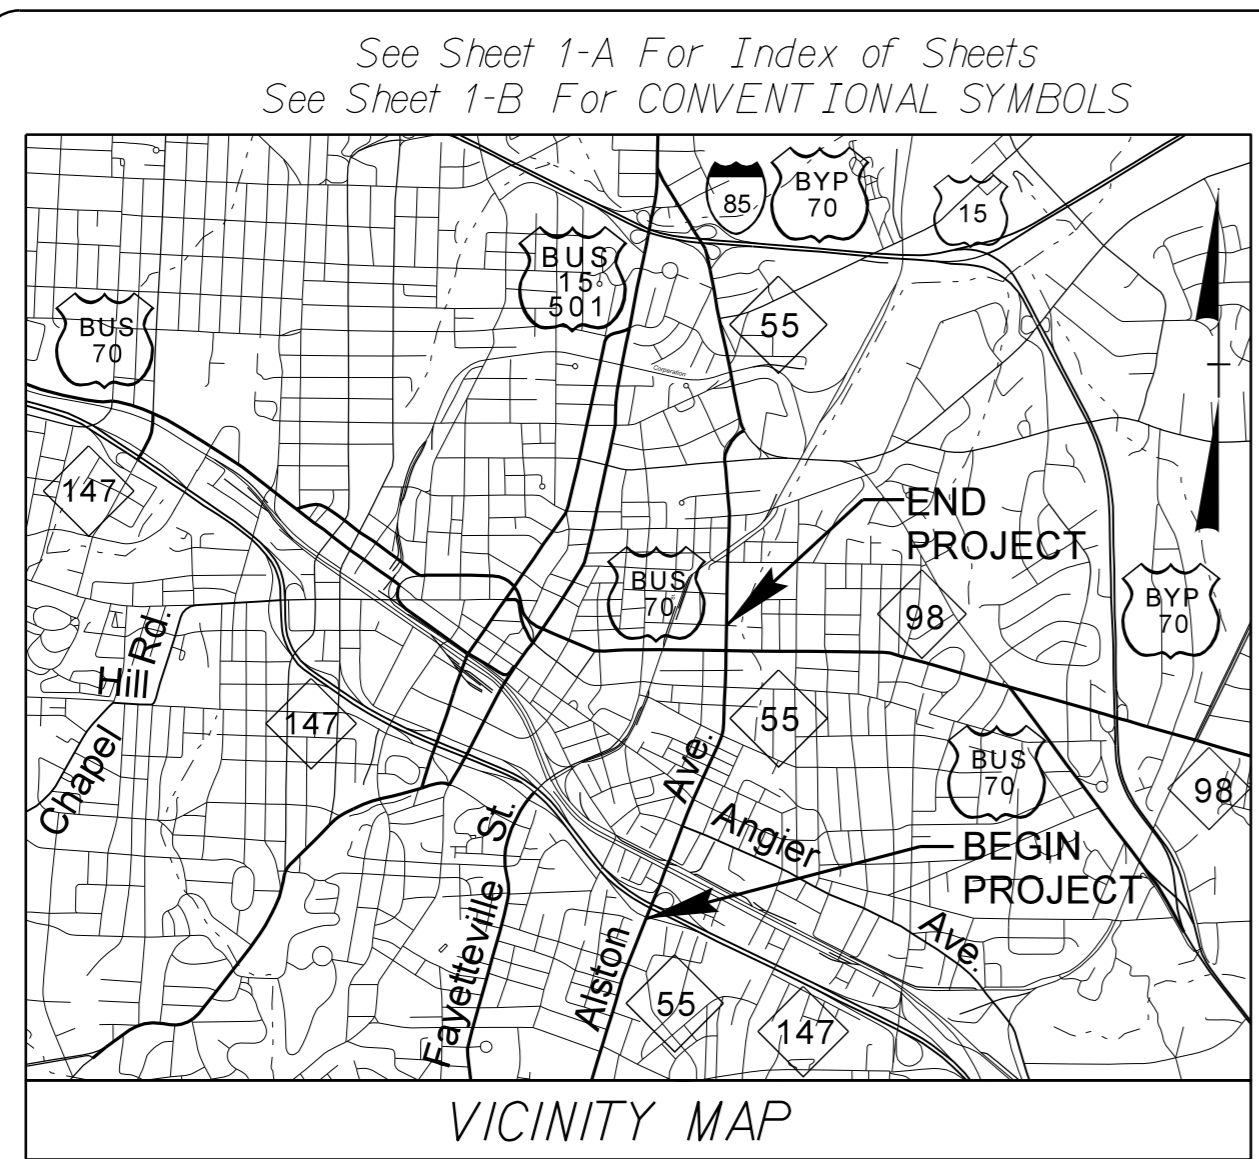 See Sheet 1-A For Index of Sheets
See Sheet 1-B For CONVENTIONAL SYMBOLS
85
BYP
70
15
BUS
15
501
55
BUS
70
Corporation
147
END
PROJECT
BUS
70
98
BYP
70
Chapel
Hill
Rd.
147
55
BUS
70
98
Alston
Ave.
Angier
Ave.
BEGIN
PROJECT
Fayetteville
St.
55
147
VICINITY MAP